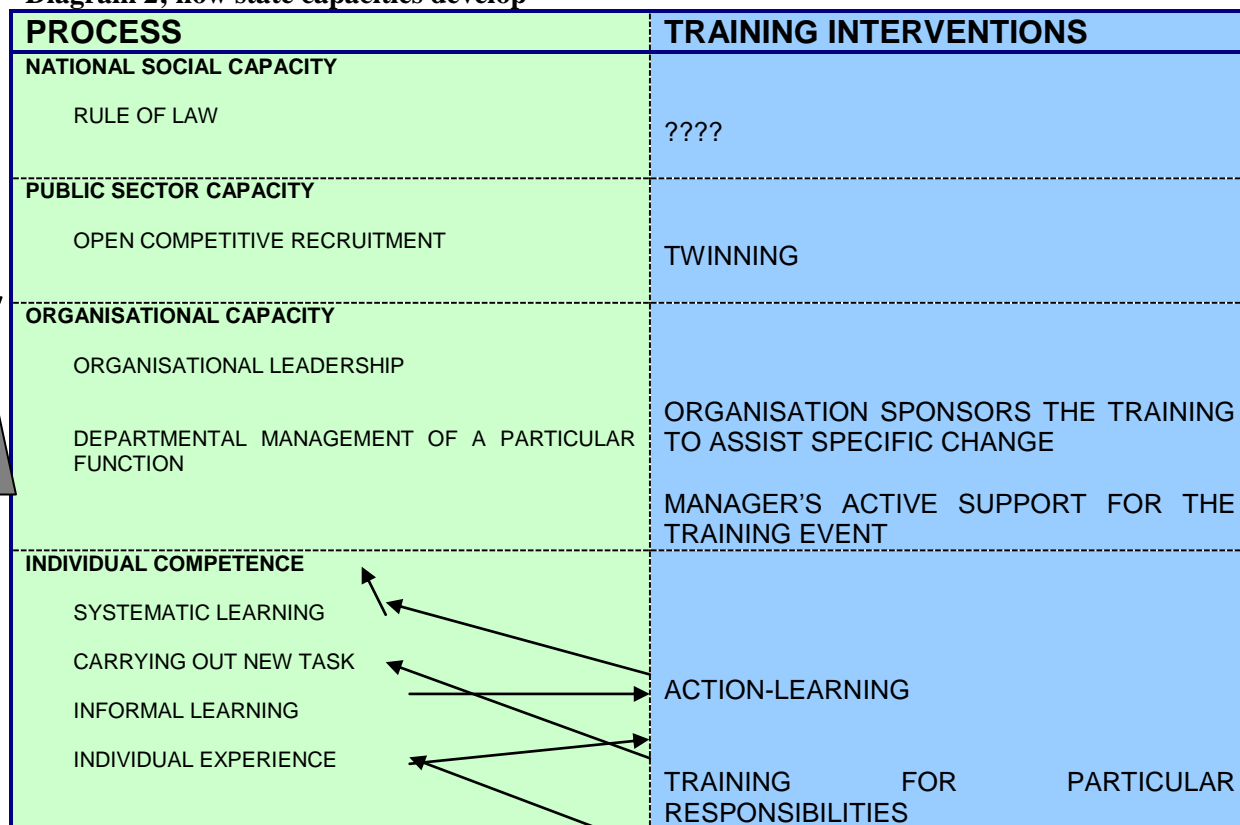 Diagram 2; how state capacities develop
PROCESS
TRAINING INTERVENTIONS
NATIONAL SOCIAL CAPACITY
RULE OF LAW
????
PUBLIC SECTOR CAPACITY
OPEN COMPETITIVE RECRUITMENT
TWINNING
ORGANISATIONAL CAPACITY
ORGANISATIONAL LEADERSHIP
DEPARTMENTAL MANAGEMENT OF A PARTICULAR
FUNCTION
ORGANISATION SPONSORS THE TRAINING
TO ASSIST SPECIFIC CHANGE
MANAGER’S ACTIVE SUPPORT FOR THE
TRAINING EVENT
INDIVIDUAL COMPETENCE
SYSTEMATIC LEARNING
CARRYING OUT NEW TASK
INFORMAL LEARNING
INDIVIDUAL EXPERIENCE
ACTION-LEARNING
TRAINING FOR PARTICULAR
RESPONSIBILITIES